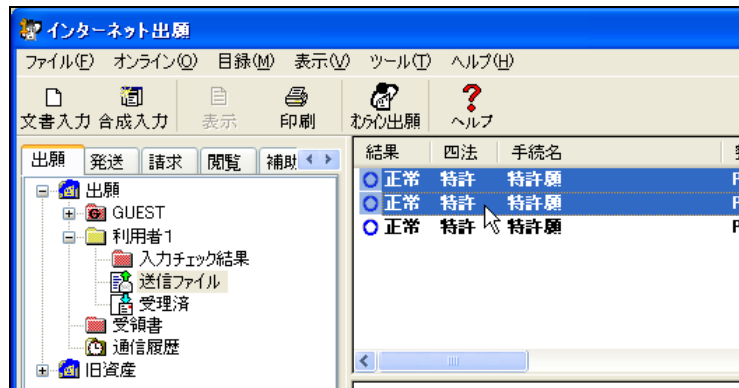 インターネット出願
ファイル(F) オンライン(O) 目録(M) 表示(V) ツール(T) ヘルプ(H)
文書入力 合成入力 表示 印刷 オンライン出願 ヘルプ
出願 発送 請求 閲覧 補助
結果 四法 手続名
出願
正常 特許 特許願
GUEST
正常 特許 特許願
利用者1
正常 特許 特許願
入力チェック結果
送信ファイル
受理済
受領書
通信履歴
旧資産